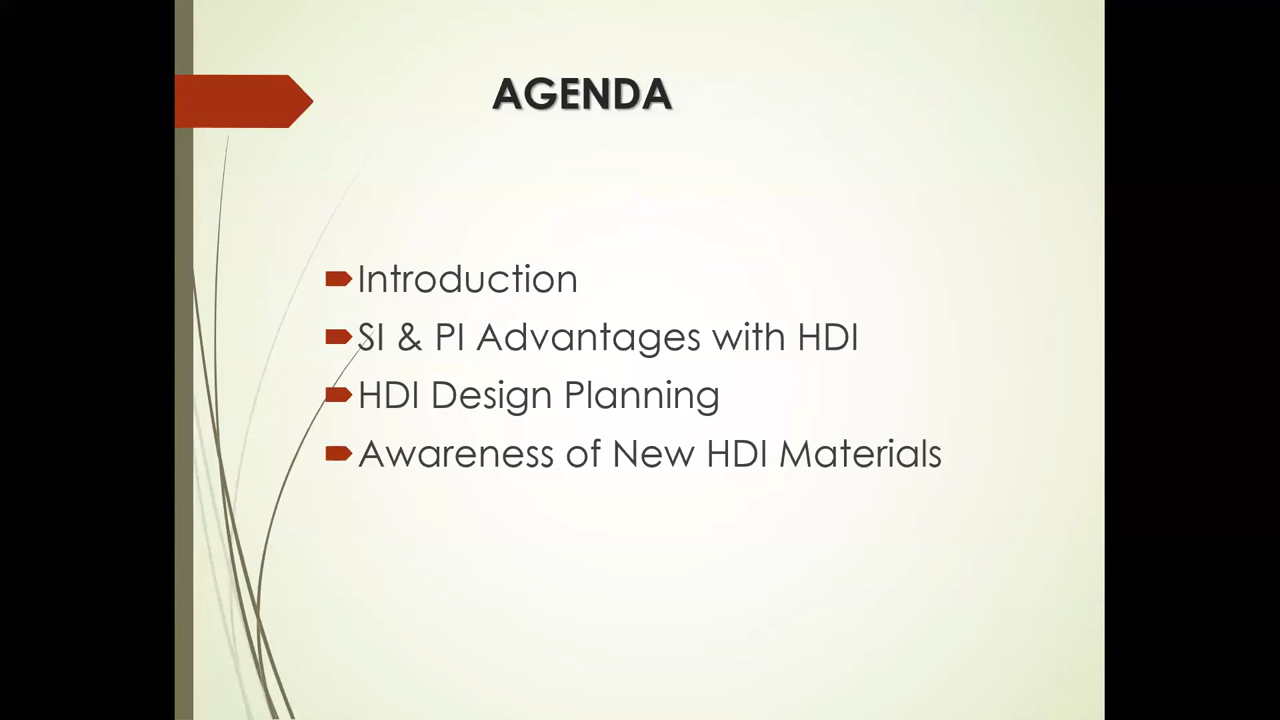 AGENDA
Introduction
SI & PI Advantages with HDI
HDI Design Planning
Awareness of New HDI Materials